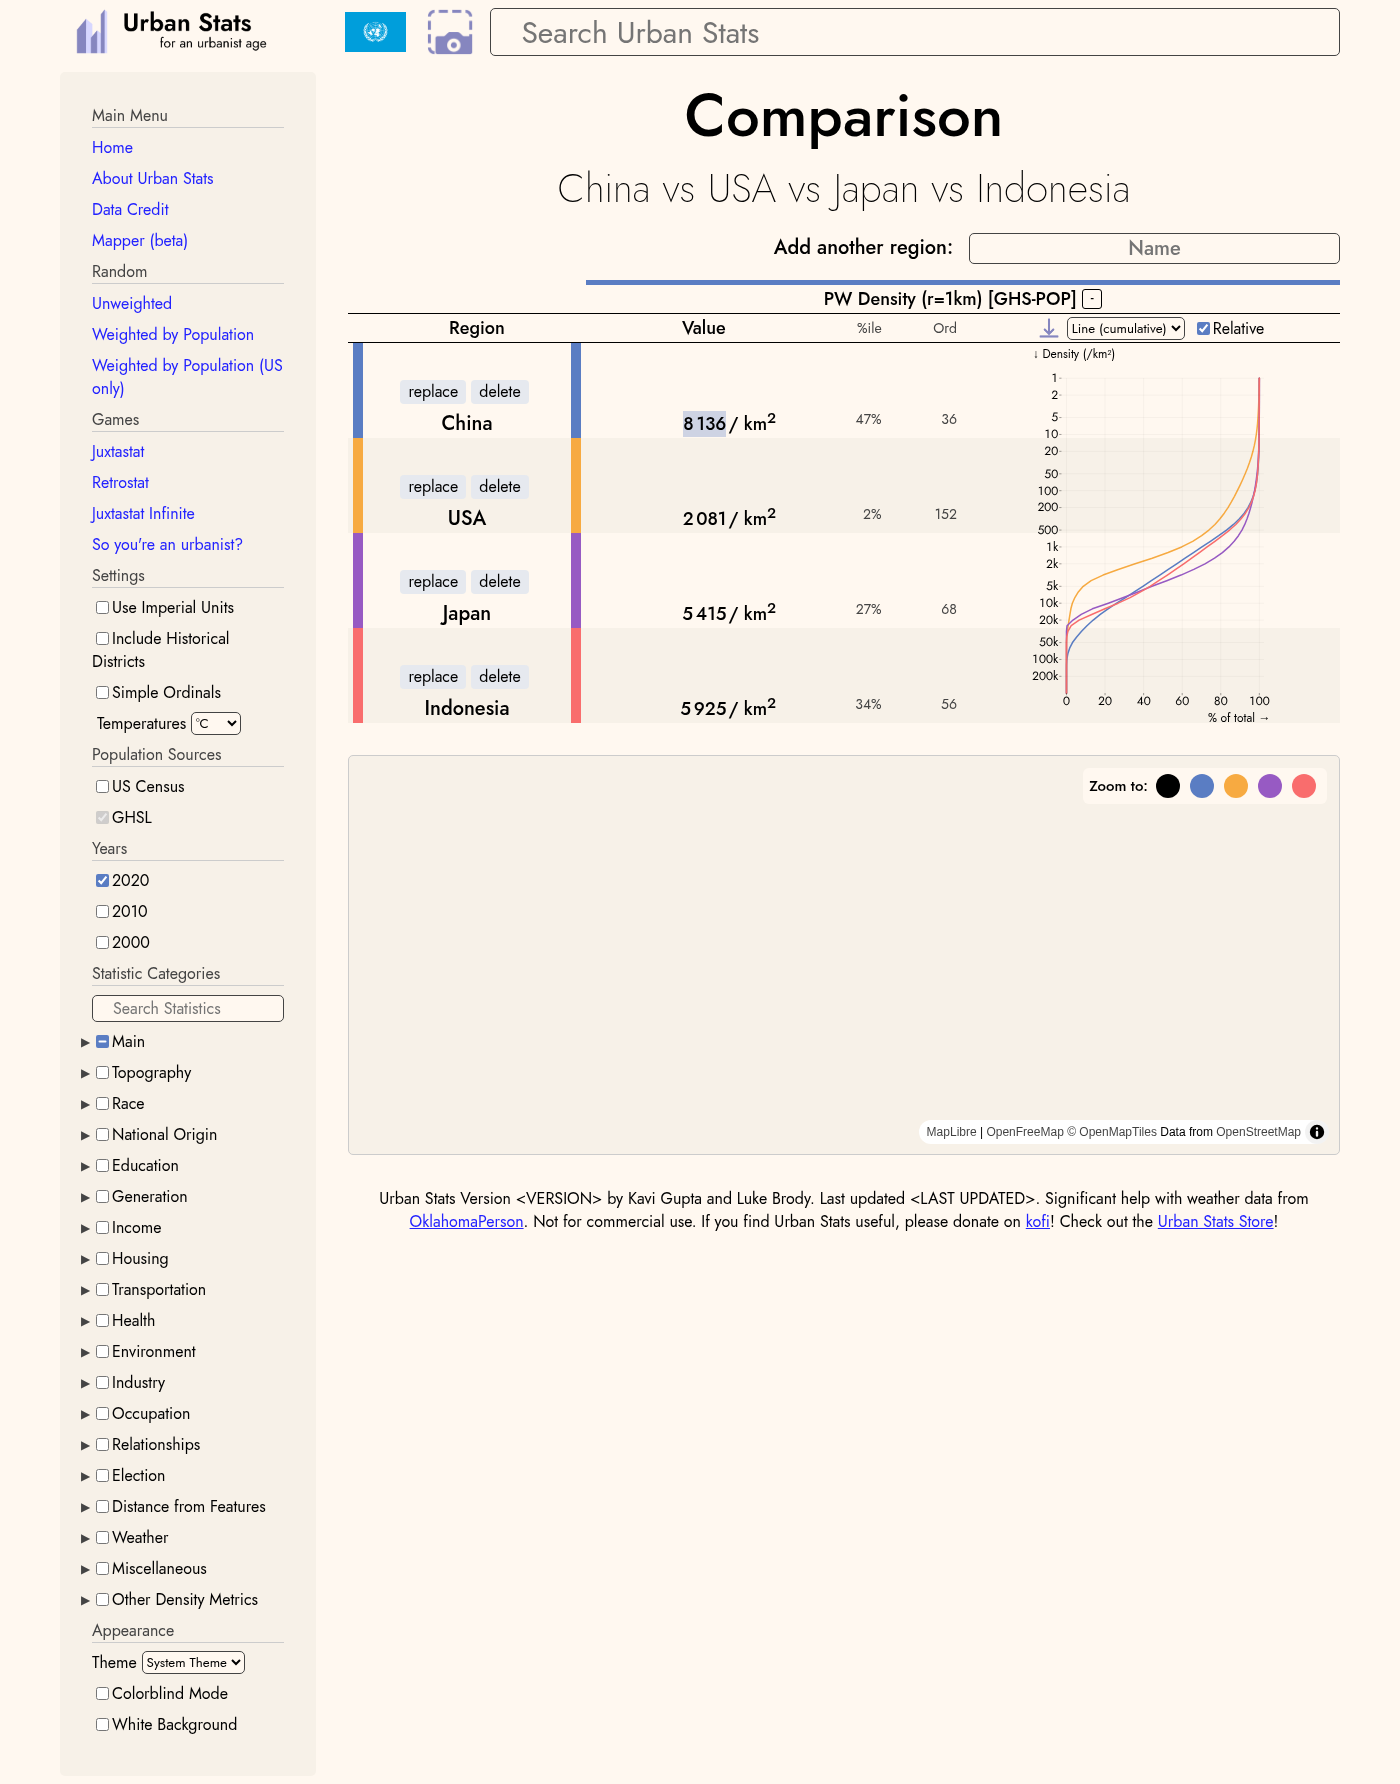 Urban Stats
for an urbanist age
Search Urban Stats
Main Menu
Home
About Urban Stats
Data Credit
Mapper (beta)
Random
Unweighted
Weighted by Population
Weighted by Population (US
only)
Games
Juxtastat
Retrostat
Juxtastat Infinite
So you're an urbanist?
Settings
Use Imperial Units
Include Historical
Districts
Simple Ordinals
Temperatures °C
Population Sources
US Census
GHSL
Years
2020
2010
2000
Statistic Categories
Search Statistics
Main
Topography
Race
National Origin
Education
Generation
Income
Housing
Transportation
Health
Environment
Industry
Occupation
Relationships
Election
Distance from Features
Weather
Miscellaneous
Other Density Metrics
Appearance
Theme System Theme
Colorblind Mode
White Background
Comparison
China vs USA vs Japan vs Indonesia
Add another region: Name
PW Density (r=1km) [GHS-POP] -
Region Value %ile Ord Line (cumulative) Relative
replace delete
China 8 136 / km² 47% 36
replace delete
USA 2 081 / km² 2% 152
replace delete
Japan 5 415 / km² 27% 68
replace delete
Indonesia 5 925 / km² 34% 56
↓ Density (/km²)
1
2
5
10
20
50
100
200
500
1k
2k
5k
10k
20k
50k
100k
200k
0 20 40 60 80 100
% of total →
Zoom to:
MapLibre | OpenFreeMap © OpenMapTiles Data from OpenStreetMap
Urban Stats Version <VERSION> by Kavi Gupta and Luke Brody. Last updated <LAST UPDATED>. Significant help with weather data from
OklahomaPerson. Not for commercial use. If you find Urban Stats useful, please donate on kofi! Check out the Urban Stats Store!